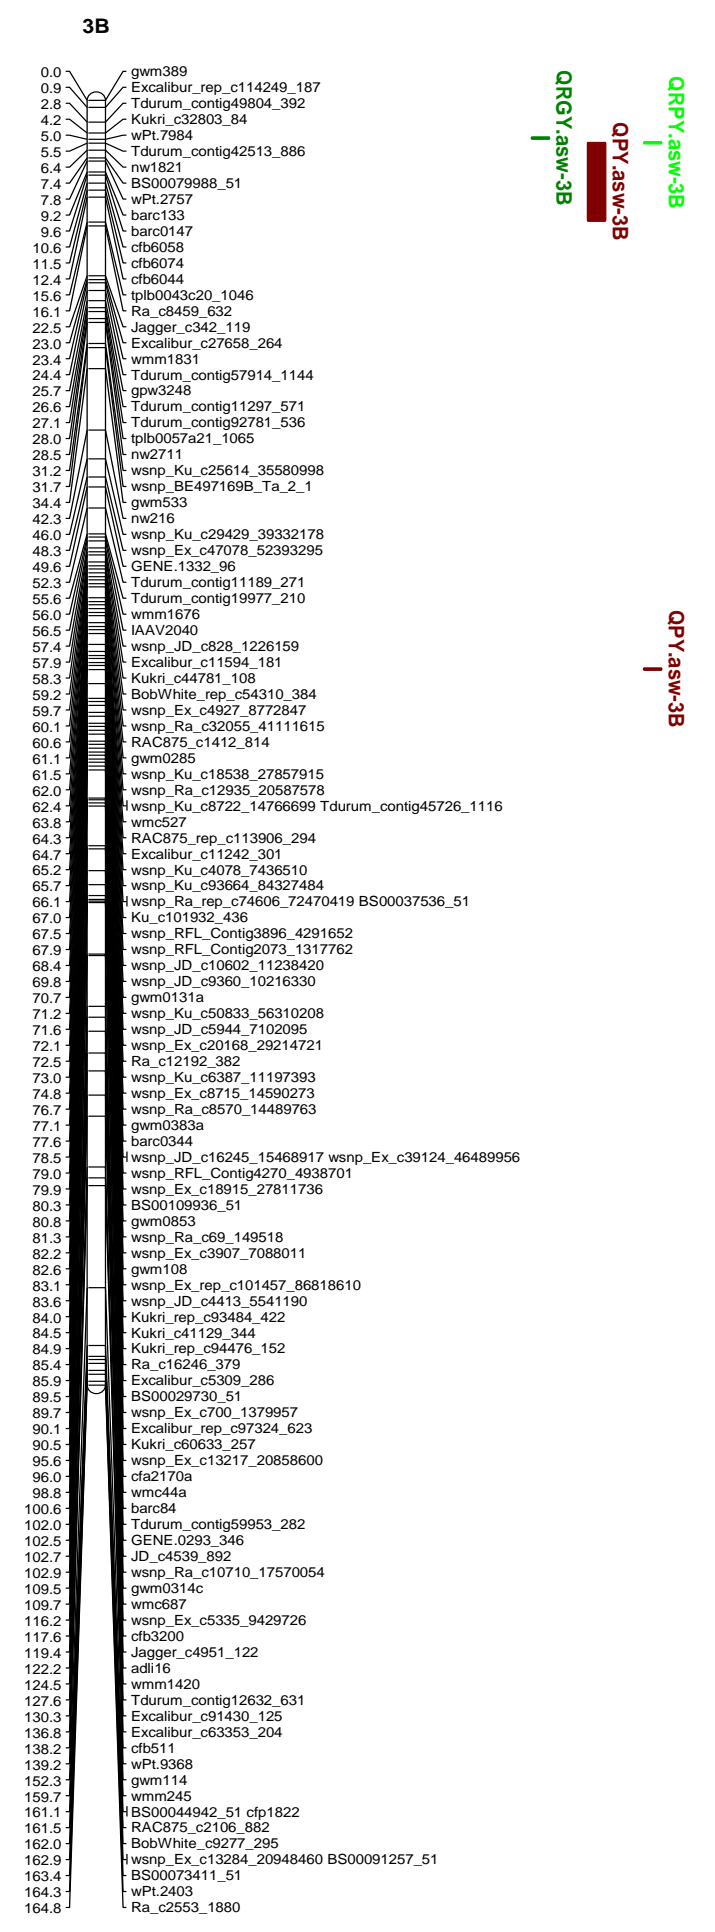 3B
0.0 gwm389
0.9 Excalibur_rep_c114249_187
2.8 Tdurum_contig49804_392
4.2 Kukri_c32803_84
5.0 wPt.7984
5.5 Tdurum_contig42513_886
6.4 nw1821
7.4 BS00079988_51
7.8 wPt.2757
9.2 barc133
9.6 barc0147
10.6 cfb6058
11.5 cfb6074
12.4 cfb6044
15.6 tplb0043c20_1046
16.1 Ra_c8459_632
22.5 Jagger_c342_119
23.0 Excalibur_c27658_264
23.4 wmm1831
24.4 Tdurum_contig57914_1144
25.7 gpw3248
26.6 Tdurum_contig11297_571
27.1 Tdurum_contig92781_536
28.0 tplb0057a21_1065
28.5 nw2711
31.2 wsnp_Ku_c25614_35580998
31.7 wsnp_BE497169B_Ta_2_1
34.4 gwm533
42.3 nw216
46.0 wsnp_Ku_c29429_39332178
48.3 wsnp_Ex_c47078_52393295
49.6 GENE.1332_96
52.3 Tdurum_contig11189_271
55.6 Tdurum_contig19977_210
56.0 wmm1676
56.5 IAAV2040
57.4 wsnp_JD_c828_1226159
57.9 Excalibur_c11594_181
58.3 Kukri_c44781_108
59.2 BobWhite_rep_c54310_384
59.7 wsnp_Ex_c4927_8772847
60.1 wsnp_Ra_c32055_41111615
60.6 RAC875_c1412_814
61.1 gwm0285
61.5 wsnp_Ku_c18538_27857915
62.0 wsnp_Ra_c12935_20587578
62.4 wsnp_Ku_c8722_14766699 Tdurum_contig45726_1116
63.8 wmc527
64.3 RAC875_rep_c113906_294
64.7 Excalibur_c11242_301
65.2 wsnp_Ku_c4078_7436510
65.7 wsnp_Ku_c93664_84327484
66.1 wsnp_Ra_rep_c74606_72470419 BS00037536_51
67.0 Ku_c101932_436
67.5 wsnp_RFL_Contig3896_4291652
67.9 wsnp_RFL_Contig2073_1317762
68.4 wsnp_JD_c10602_11238420
69.8 wsnp_JD_c9360_10216330
70.7 gwm0131a
71.2 wsnp_Ku_c50833_56310208
71.6 wsnp_JD_c5944_7102095
72.1 wsnp_Ex_c20168_29214721
72.5 Ra_c12192_382
73.0 wsnp_Ku_c6387_11197393
74.8 wsnp_Ex_c8715_14590273
76.7 wsnp_Ra_c8570_14489763
77.1 gwm0383a
77.6 barc0344
78.5 wsnp_JD_c16245_15468917 wsnp_Ex_c39124_46489956
79.0 wsnp_RFL_Contig4270_4938701
79.9 wsnp_Ex_c18915_27811736
80.3 BS00109936_51
80.8 gwm0853
81.3 wsnp_Ra_c69_149518
82.2 wsnp_Ex_c3907_7088011
82.6 gwm108
83.1 wsnp_Ex_rep_c101457_86818610
83.6 wsnp_JD_c4413_5541190
84.0 Kukri_rep_c93484_422
84.5 Kukri_c41129_344
84.9 Kukri_rep_c94476_152
85.4 Ra_c16246_379
85.9 Excalibur_c5309_286
89.5 BS00029730_51
89.7 wsnp_Ex_c700_1379957
90.1 Excalibur_rep_c97324_623
90.5 Kukri_c60633_257
95.6 wsnp_Ex_c13217_20858600
96.0 cfa2170a
98.8 wmc44a
100.6 barc84
102.0 Tdurum_contig59953_282
102.5 GENE.0293_346
102.7 JD_c4539_892
102.9 wsnp_Ra_c10710_17570054
109.5 gwm0314c
109.7 wmc687
116.2 wsnp_Ex_c5335_9429726
117.6 cfb3200
119.4 Jagger_c4951_122
122.2 adli16
124.5 wmm1420
127.6 Tdurum_contig12632_631
130.3 Excalibur_c91430_125
136.8 Excalibur_c63353_204
138.2 cfb511
139.2 wPt.9368
152.3 gwm114
159.7 wmm245
161.1 BS00044942_51 cfp1822
161.5 RAC875_c2106_882
162.0 BobWhite_c9277_295
162.9 wsnp_Ex_c13284_20948460 BS00091257_51
163.4 BS00073411_51
164.3 wPt.2403
164.8 Ra_c2553_1880
QRGY.asw-3B
QPY.asw-3B
QRPY.asw-3B
QPY.asw-3B